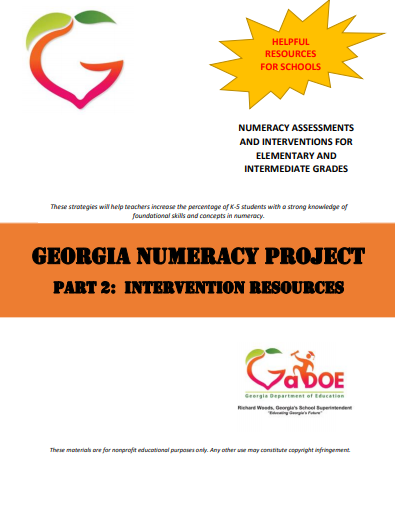 HELPFUL
RESOURCES
FOR SCHOOLS
NUMERACY ASSESSMENTS
AND INTERVENTIONS FOR
ELEMENTARY AND
INTERMEDIATE GRADES
These strategies will help teachers increase the percentage of K-5 students with a strong knowledge of
foundational skills and concepts in numeracy.
GEORGIA NUMERACY PROJECT
PART 2: INTERVENTION RESOURCES
GaDOE
Georgia Department of Education
Richard Woods, Georgia's School Superintendent
"Educating Georgia's Future"
These materials are for nonprofit educational purposes only. Any other use may constitute copyright infringement.